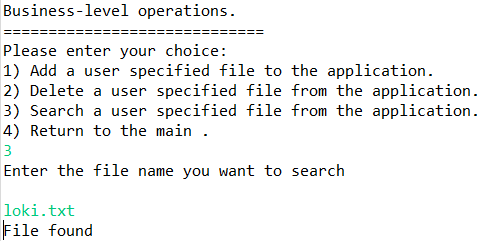 Business-level operations.
=============================
Please enter your choice:
1) Add a user specified file to the application.
2) Delete a user specified file from the application.
3) Search a user specified file from the application.
4) Return to the main .
3
Enter the file name you want to search
loki.txt
File found